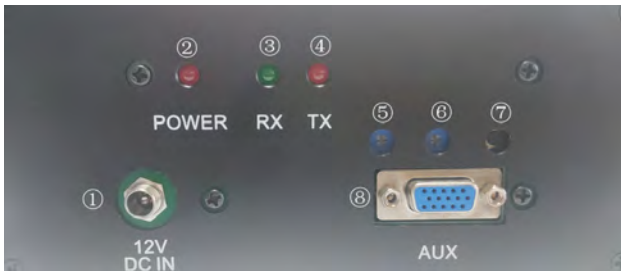 ② ③ ④
POWER RX TX
⑤ ⑥ ⑦
① ⑧
12V
DC IN
AUX